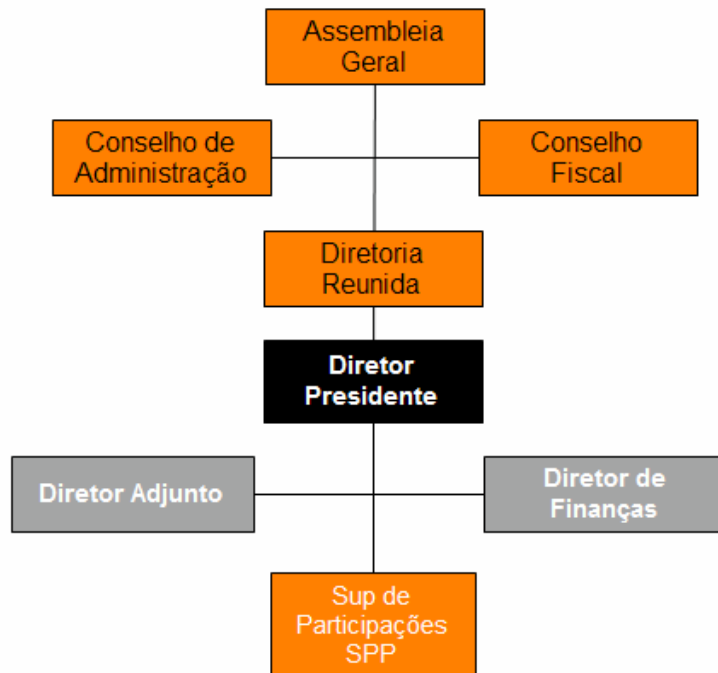 Assembleia
Geral
Conselho de
Administração
Conselho
Fiscal
Diretoria
Reunida
Diretor
Presidente
Diretor Adjunto
Diretor de
Finanças
Sup de
Participações
SPP